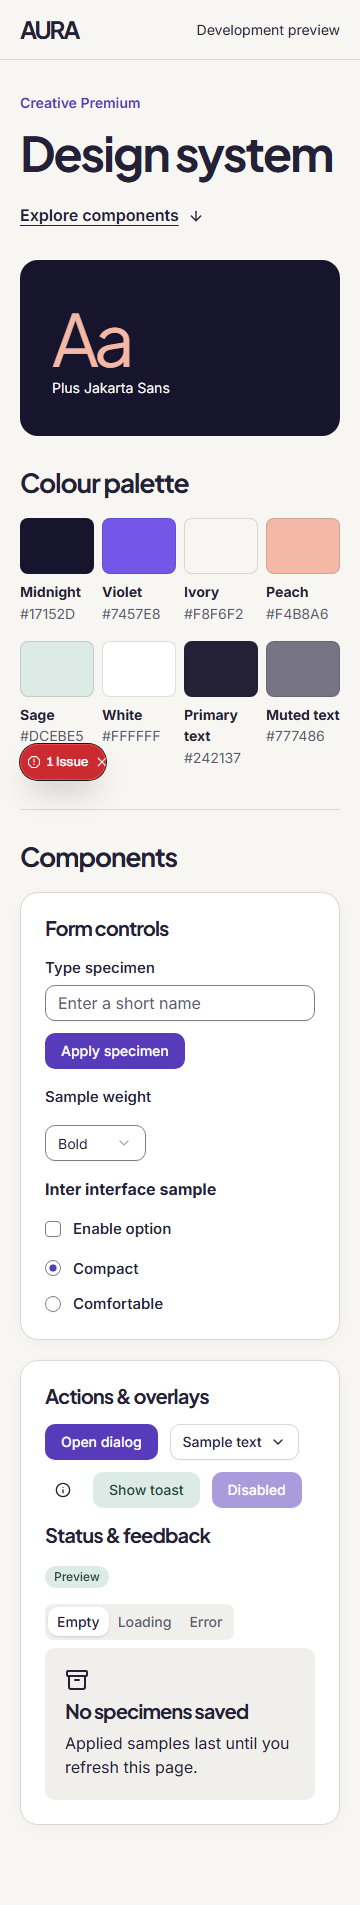 AURA
Development preview
Creative Premium
Design system
Explore components
Aa
Plus Jakarta Sans
Colour palette
Midnight
#17152D
Violet
#7457E8
Ivory
#F8F6F2
Peach
#F4B8A6
Sage
#DCEBE5
White
#FFFFFF
Primary
text
#242137
Muted text
#777486
1 Issue
Components
Form controls
Type specimen
Enter a short name
Apply specimen
Sample weight
Bold
Inter interface sample
Enable option
Compact
Comfortable
Actions & overlays
Open dialog
Sample text
Show toast
Disabled
Status & feedback
Preview
Empty
Loading
Error
No specimens saved
Applied samples last until you
refresh this page.